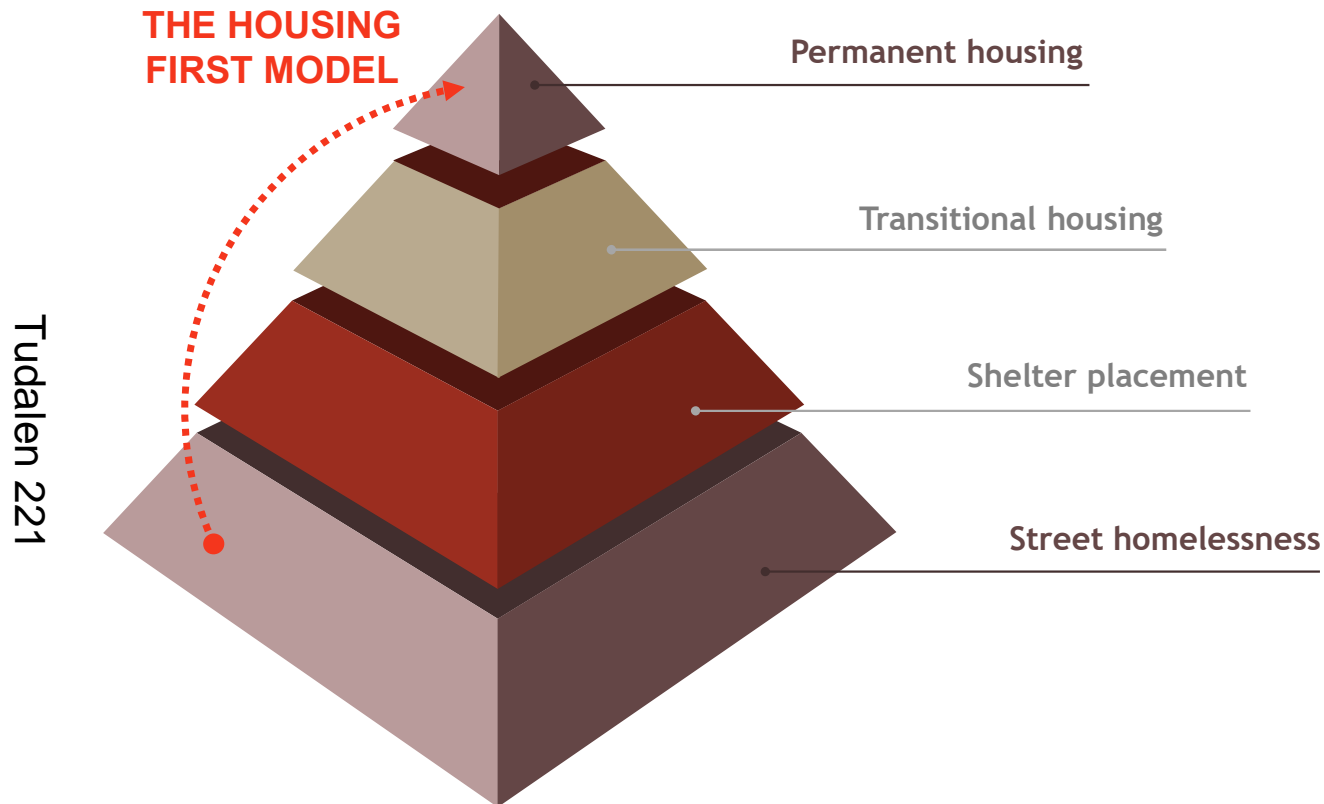 THE HOUSING
FIRST MODEL
Permanent housing
Transitional housing
Shelter placement
Street homelessness
Tudalen 221